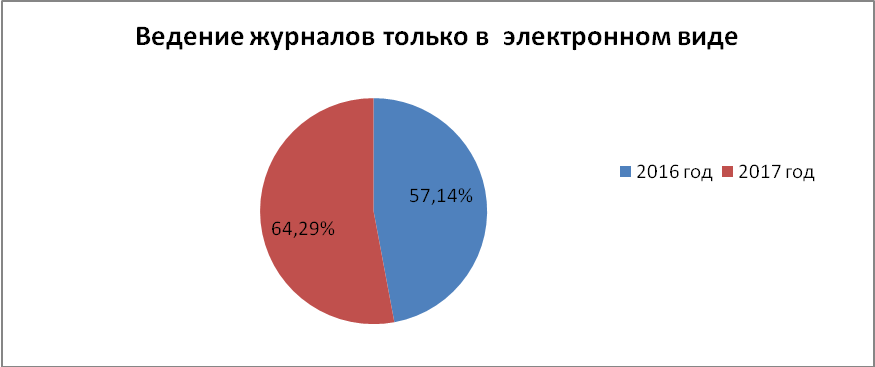 Ведение журналов только в  электронном виде
57,14%
64,29%
2016 год 2017 год